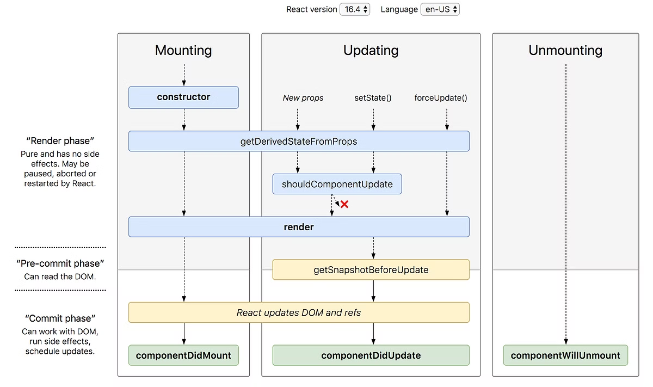 React version 16.4 Language en-US
Mounting
Updating
Unmounting
constructor
New props
setState()
forceUpdate()
"Render phase"
Pure and has no side
effects. May be
paused, aborted or
restarted by React.
getDerivedStateFromProps
shouldComponentUpdate
render
"Pre-commit phase"
Can read the DOM.
getSnapshotBeforeUpdate
"Commit phase"
Can work with DOM,
run side effects,
schedule updates.
React updates DOM and refs
componentDidMount
componentDidUpdate
componentWillUnmount